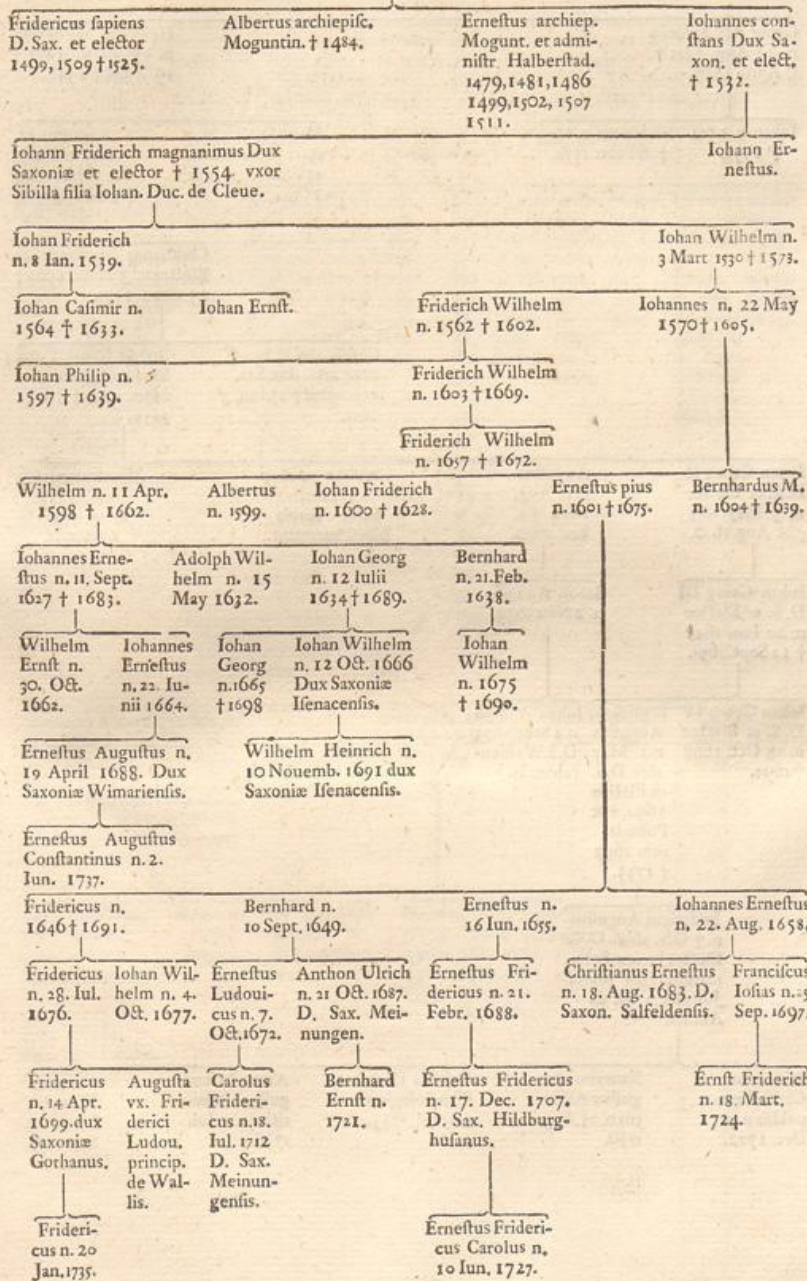 Fridericus ſapiens
D. Sax. et elector
1499, 1509 † 1525.
Albertus archiepiſc.
Moguntin. † 1484.
Erneſtus archiep.
Mogunt. et admi-
niſtr. Halberſtad.
1479, 1481, 1486
1499, 1502, 1507
1511.
Iohannes con-
ſtans Dux Sa-
xon. et elect.
† 1532.
Iohann Friderich magnanimus Dux
Saxoniæ et elector † 1554. vxor
Sibilla filia Iohan. Duc. de Cleue.
Iohann Er-
neſtus.
Iohan Friderich
n. 8 Ian. 1539.
Iohan Wilhelm n.
3 Mart 1530 † 1573.
Iohan Caſimir n.
1564 † 1633.
Iohan Ernſt.
Friderich Wilhelm
n. 1562 † 1602.
Iohannes n. 22 May
1570 † 1605.
Iohan Philip n.
1597 † 1639.
Friderich Wilhelm
n. 1603 † 1669.
Friderich Wilhelm
n. 1657 † 1672.
Wilhelm n. 11 Apr.
1598 † 1662.
Albertus
n. 1599.
Iohan Friderich
n. 1600 † 1628.
Erneſtus pius
n. 1601 † 1675.
Bernhardus M.
n. 1604 † 1639.
Iohannes Erne-
ſtus n. 11. Sept.
1627 † 1683.
Adolph Wil-
helm n. 15
May 1632.
Iohan Georg
n. 12 Iulii
1634 † 1689.
Bernhard
n. 21. Feb.
1638.
Wilhelm
Ernſt n.
30. Oct.
1662.
Iohannes
Erneſtus
n. 22. Iu-
nii 1664.
Iohan
Georg
n. 1665
† 1698
Iohan Wilhelm
n. 12 Oct. 1666
Dux Saxoniæ
Iſenacenſis.
Iohan
Wilhelm
n. 1675
† 1690.
Erneſtus Auguſtus n.
19 April 1688. Dux
Saxoniæ Wimarienſis.
Wilhelm Heinrich n.
10 Nouemb. 1691 dux
Saxoniæ Iſenacenſis.
Erneſtus Auguſtus
Conſtantinus n. 2.
Iun. 1737.
Fridericus n.
1646 † 1691.
Bernhard n.
10 Sept. 1649.
Erneſtus n.
16 Iun. 1655.
Iohannes Erneſtus
n. 22. Aug. 1658.
Fridericus
n. 28. Iul.
1676.
Iohan Wil-
helm n. 4.
Oct. 1677.
Erneſtus
Ludoui-
cus n. 7.
Oct. 1672.
Anthon Ulrich
n. 21 Oct. 1687.
D. Sax. Mei-
nungen.
Erneſtus Fri-
dericus n. 21.
Febr. 1688.
Chriſtianus Erneſtus
n. 18. Aug. 1683. D.
Saxon. Salfeldenſis.
Franciſcus
Ioſias n. 25
Sep. 1697.
Fridericus
n. 14 Apr.
1699. dux
Saxoniæ
Gothanus.
Auguſta
vx. Fri-
derici
Ludou.
princip.
de Wal-
lis.
Carolus
Frideri-
cus n. 18.
Iul. 1712
D. Sax.
Meinun-
genſis.
Bernhard
Ernſt n.
1721.
Erneſtus Fridericus
n. 17. Dec. 1707.
D. Sax. Hildburg-
huſanus.
Ernſt Friderich
n. 18. Mart.
1724.
Frideri-
cus n. 20
Jan. 1735.
Erneſtus Frideri-
cus Carolus n.
10 Iun. 1727.